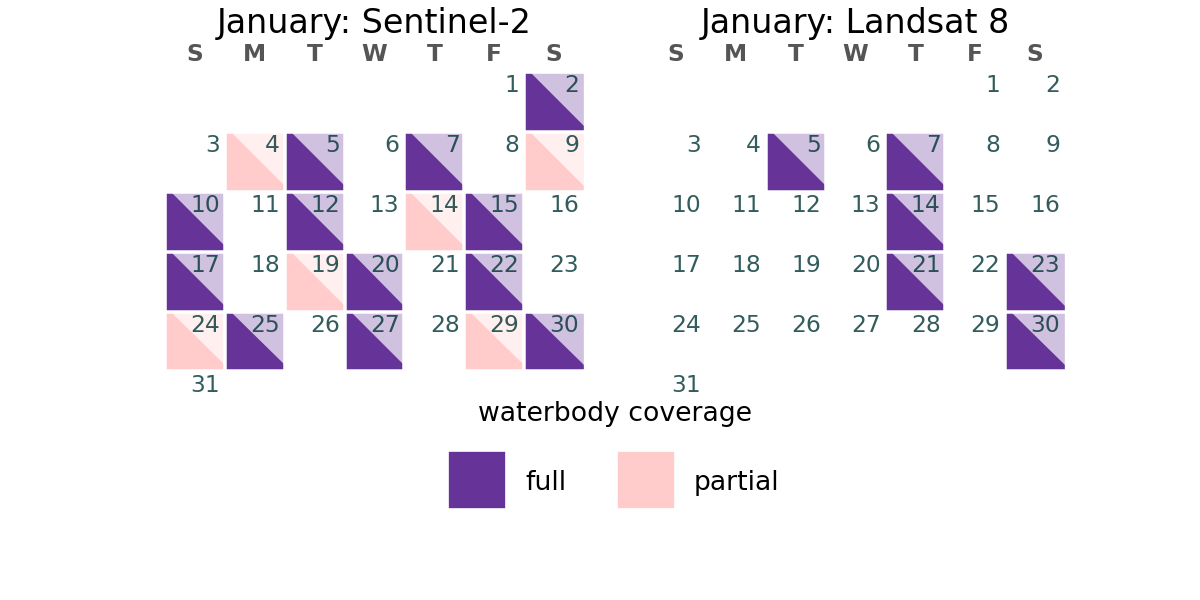 January: Sentinel-2
S M T W T F S
1 2
3 4 5 6 7 8 9
10 11 12 13 14 15 16
17 18 19 20 21 22 23
24 25 26 27 28 29 30
31
January: Landsat 8
S M T W T F S
1 2
3 4 5 6 7 8 9
10 11 12 13 14 15 16
17 18 19 20 21 22 23
24 25 26 27 28 29 30
31
waterbody coverage
full
partial